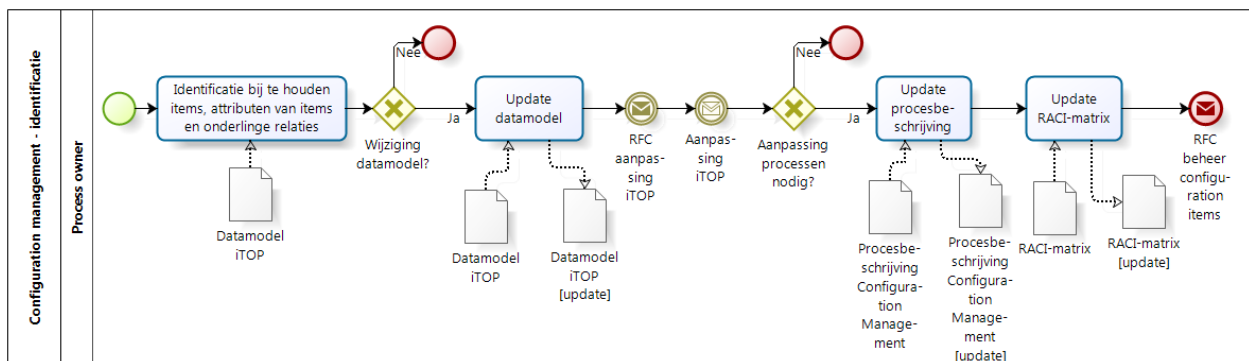 Configuration management - identificatie
Process owner
Identificatie bij te houden
items, attributen van items
en onderlinge relaties
Datamodel
iTOP
Nee
Wijziging
datamodel?
Ja
Update
datamodel
Datamodel
iTOP
Datamodel
iTOP
[update]
RFC
aanpas-
sing
iTOP
Aanpas-
sing
iTOP
Nee
Aanpassing
processen
nodig?
Ja
Update
procesbe-
schrijving
Procesbe-
schrijving
Configura-
tion
Manage-
ment
Procesbe-
schrijving
Configura-
tion
Manage-
ment
[update]
Update
RACI-matrix
RACI-matrix
RACI-matrix
[update]
RFC
beheer
configu-
ration
items